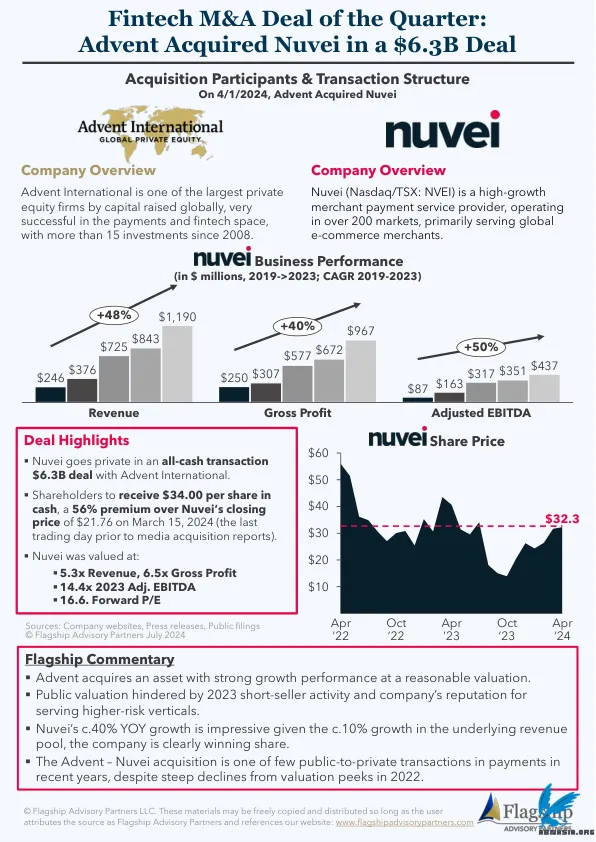 Fintech M&A Deal of the Quarter:
Advent Acquired Nuvei in a $6.3B Deal
Acquisition Participants & Transaction Structure
On 4/1/2024, Advent Acquired Nuvei
Advent International
GLOBAL PRIVATE EQUITY
nuvei
Company Overview
Advent International is one of the largest private
equity firms by capital raised globally, very
successful in the payments and fintech space,
with more than 15 investments since 2008.
Company Overview
Nuvei (Nasdaq/TSX: NVEI) is a high-growth
merchant payment service provider, operating
in over 200 markets, primarily serving global
e-commerce merchants.
nuvei Business Performance
(in $ millions, 2019->2023; CAGR 2019-2023)
+48%
$246 $376 $725 $843 $1,190
Revenue
+40%
$250 $307 $577 $672 $967
Gross Profit
+50%
$87 $163 $317 $351 $437
Adjusted EBITDA
Deal Highlights
▪ Nuvei goes private in an all-cash transaction
$6.3B deal with Advent International.
▪ Shareholders to receive $34.00 per share in
cash, a 56% premium over Nuvei's closing
price of $21.76 on March 15, 2024 (the last
trading day prior to media acquisition reports).
▪ Nuvei was valued at:
▪ 5.3x Revenue, 6.5x Gross Profit
▪ 14.4x 2023 Adj. EBITDA
▪ 16.6. Forward P/E
nuvei Share Price
$60
$50
$40
$30
$20
$10
$32.3
Apr Oct Apr Oct Apr
'22 '22 '23 '23 '24
Sources: Company websites, Press releases, Public filings
© Flagship Advisory Partners July 2024
Flagship Commentary
▪ Advent acquires an asset with strong growth performance at a reasonable valuation.
▪ Public valuation hindered by 2023 short-seller activity and company's reputation for
serving higher-risk verticals.
▪ Nuvei's c.40% YOY growth is impressive given the c.10% growth in the underlying revenue
pool, the company is clearly winning share.
▪ The Advent – Nuvei acquisition is one of few public-to-private transactions in payments in
recent years, despite steep declines from valuation peeks in 2022.
© Flagship Advisory Partners LLC. These materials may be freely copied and distributed so long as the user
attributes the source as Flagship Advisory Partners and references our website: www.flagshipadvisorypartners.com
Flagship
ADVISORY PARTNERS